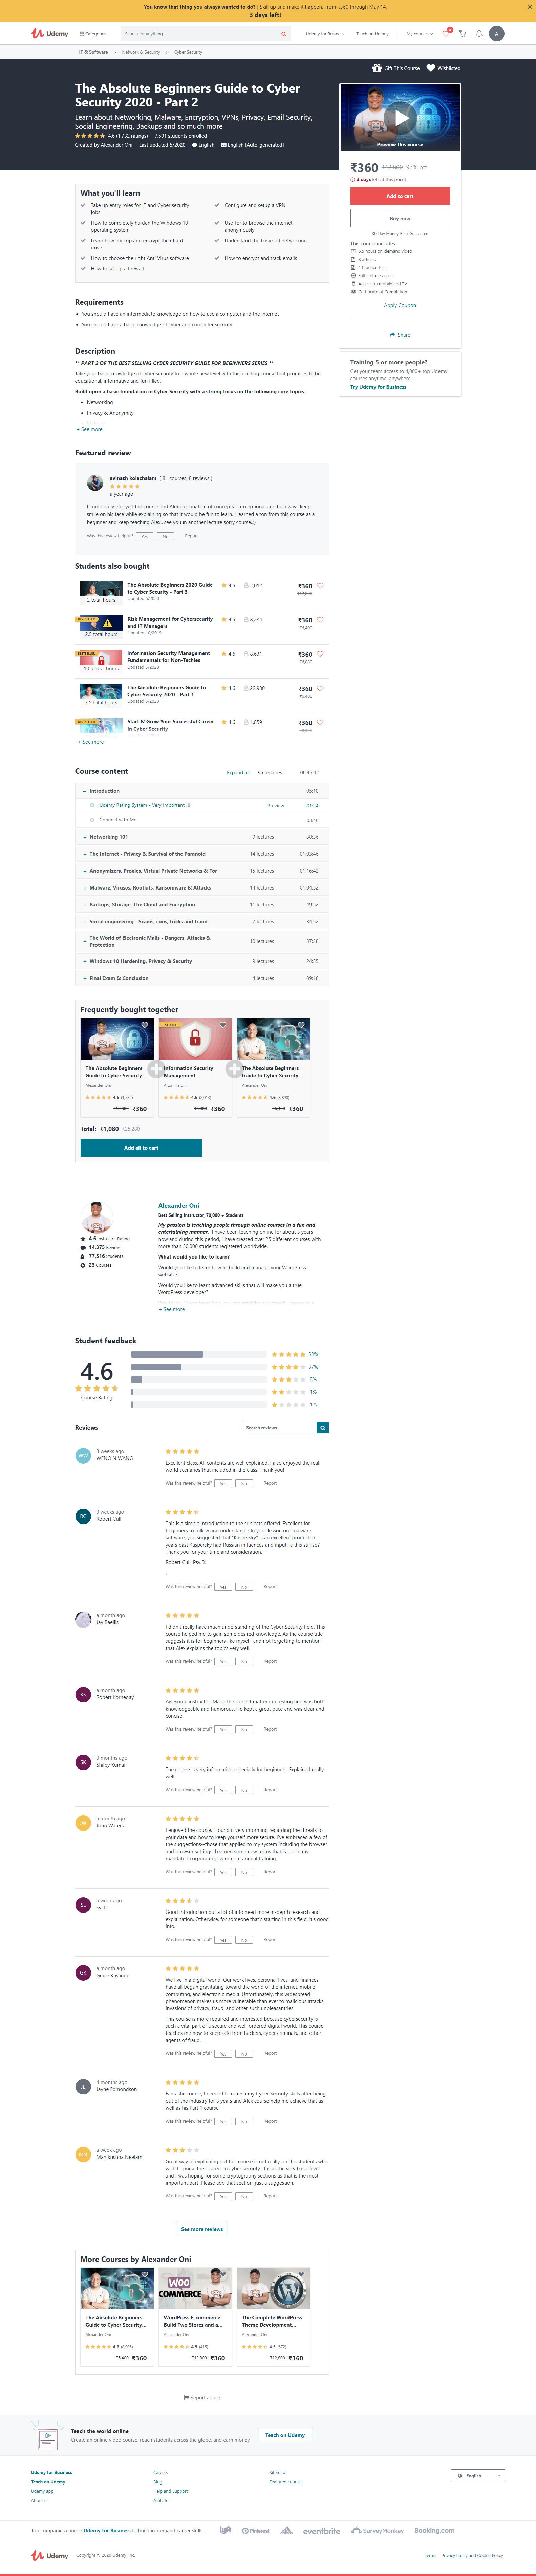 You know that thing you always wanted to do? | Skill up and make it happen. From ₹360 through May 14.
3 days left!
Udemy
Categories
Search for anything
Udemy for Business
Teach on Udemy
My courses
A
IT & Software
Network & Security
Cyber Security
Gift This Course
Wishlisted
The Absolute Beginners Guide to Cyber
Security 2020 - Part 2
Learn about Networking, Malware, Encryption, VPNs, Privacy, Email Security,
Social Engineering, Backups and so much more
4.6 (1,732 ratings) 7,591 students enrolled
Created by Alexander Oni Last updated 5/2020 English English [Auto-generated]
Preview this course
₹360 ₹12,800 97% off
3 days left at this price!
Add to cart
Buy now
30-Day Money-Back Guarantee
This course includes
6.5 hours on-demand video
9 articles
1 Practice Test
Full lifetime access
Access on mobile and TV
Certificate of Completion
Apply Coupon
Share
Training 5 or more people?
Get your team access to 4,000+ top Udemy
courses anytime, anywhere.
Try Udemy for Business
What you'll learn
Take up entry roles for IT and Cyber security
jobs
Configure and setup a VPN
How to completely harden the Windows 10
operating system
Use Tor to browse the internet
anonymously
Learn how backup and encrypt their hard
drive
Understand the basics of networking
How to choose the right Anti Virus software
How to encrypt and trace emails
How to set up a firewall
Requirements
You should have an intermediate knowledge on how to use a computer and the internet
You should have a basic knowledge of cyber and computer security
Description
** PART 2 OF THE BEST SELLING CYBER SECURITY GUIDE FOR BEGINNERS SERIES **
Take your basic knowledge of cyber security to a whole new level with this exciting course that promises to be
educational, informative and fun filled.
Build upon a basic foundation in Cyber Security with a strong focus on the following core topics.
Networking
Privacy & Anonymity
+ See more
Featured review
avinash kolachalam (81 courses, 8 reviews)
a year ago
I completely enjoyed the course and Alex explanation of concepts is exceptional and he always keep
smile on his face while explaining so that it would be fun to learn. I learned a ton from this course as a
beginner and keep teaching Alex.. see you in another lecture sorry course..:)
Was this review helpful? Yes No Report
Students also bought
2 total hours
The Absolute Beginners 2020 Guide
to Cyber Security - Part 3
Updated 5/2020
4.5 2,012 ₹360
BESTSELLER
2.5 total hours
Risk Management for Cybersecurity
and IT Managers
Updated 10/2019
4.5 8,234 ₹360
BESTSELLER
10.5 total hours
Information Security Management
Fundamentals for Non-Techies
Updated 5/2020
4.6 8,631 ₹360
3.5 total hours
The Absolute Beginners Guide to
Cyber Security 2020 - Part 1
Updated 5/2020
4.6 22,980 ₹360
BESTSELLER
Start & Grow Your Successful Career
in Cyber Security
4.6 1,859 ₹360
+ See more
Course content
Expand all 95 lectures 06:45:42
Introduction 05:10
Udemy Rating System - Very Important !!! Preview 01:24
Connect with Me 03:46
Networking 101 9 lectures 38:36
The Internet - Privacy & Survival of the Paranoid 14 lectures 01:03:46
Anonymizers, Proxies, Virtual Private Networks & Tor 15 lectures 01:16:42
Malware, Viruses, Rootkits, Ransomware & Attacks 14 lectures 01:04:52
Backups, Storage, The Cloud and Encryption 11 lectures 49:52
Social engineering - Scams, cons, tricks and fraud 7 lectures 34:52
The World of Electronic Mails - Dangers, Attacks &
Protection 10 lectures 37:38
Windows 10 Hardening, Privacy & Security 9 lectures 24:55
Final Exam & Conclusion 4 lectures 09:18
Frequently bought together
The Absolute Beginners
Guide to Cyber Security...
Alexander Oni
4.6 (1,732)
₹12,800 ₹360
BESTSELLER
Information Security
Management...
Alton Hardin
4.6 (2,013)
₹360
The Absolute Beginners
Guide to Cyber Security...
Alexander Oni
4.6
₹360
Total: ₹1,080
Add all to cart
4.6 Instructor Rating
14,375 Reviews
77,316 Students
23 Courses
Alexander Oni
Best Selling Instructor, 70,000 + Students
My passion is teaching people through online courses in a fun and
entertaining manner. I have been teaching online for about 3 years
now and during this period, I have created over 25 different courses with
more than 50,000 students registered worldwide.
What would you like to learn?
Would you like to learn how to build and manage your WordPress
website?
Would you like to learn advanced skills that will make you a true
WordPress developer?
+ See more
Student feedback
4.6
Course Rating
53%
37%
8%
1%
1%
Reviews
Search reviews
WW
3 weeks ago
WENQIN WANG
Excellent class. All contents are well explained. I also enjoyed the real
world scenarios that included in the class. Thank you!
Was this review helpful? Yes No Report
RC
3 weeks ago
Robert Cull
This is a simple introduction to the subjects offered. Excellent for
beginners to follow and understand. On your lesson on "malware
software, you suggested that "Kaspersky" is an excellent product. In
years past Kaspersky had Russian influences and input. Is this still so?
Thank you for your time and consideration.
Robert Cull, Psy.D.
.
Was this review helpful? Yes No Report
a month ago
Jay Baellis
I didn't really have much understanding of the Cyber Security field. This
course helped me to gain some desired knowledge. As the course title
suggests it is for beginners like myself, and not forgetting to mention
that Alex explains the topics very well.
Was this review helpful? Yes No Report
RK
a month ago
Robert Kornegay
Awesome instructor. Made the subject matter interesting and was both
knowledgeable and humorous. He kept a great pace and was clear and
concise.
Was this review helpful? Yes No Report
SK
3 months ago
Shilpy Kumar
The course is very informative especially for beginners. Explained really
well.
Was this review helpful? Yes No Report
JW
a month ago
John Waters
I enjoyed the course. I found it very informing regarding the threats to
your data and how to keep yourself more secure. I've embraced a few of
the suggestions--those that applied to my system including the browser
and browser settings. Learned some new terms that is not in my
mandated corporate/government annual training.
Was this review helpful? Yes No Report
SL
a week ago
Syl Lf
Good introduction but a lot of info need more in-depth research and
explaination. Otherwise, for someone that's starting in this field, it's good
info.
Was this review helpful? Yes No Report
GK
a month ago
Grace Kasande
We live in a digital world. Our work lives, personal lives, and finances
have all begun gravitating toward the world of the internet, mobile
computing, and electronic media. Unfortunately, this widespread
phenomenon makes us more vulnerable than ever to malicious attacks,
invasions of privacy, fraud, and other such unpleasantries.
This course is more required and interested because cybersecurity is
such a vital part of a secure and well-ordered digital world. This course
teaches me how to keep safe from hackers, cyber criminals, and other
agents of fraud.
Was this review helpful? Yes No Report
JE
4 months ago
Jayne Edmondson
Fantastic course, I needed to refresh my Cyber Security skills after being
out of the industry for 3 years and Alex course help me achieve that as
well as his Part 1 course.
Was this review helpful? Yes No Report
MN
a week ago
Manikrishna Neelam
Great way of explaining but this course is not really for the students who
wish to purse their career in cyber security. It is at the very basic level
and I was hoping for some cryptography sections as that is the most
important part .Please add that section, just a suggestion.
Was this review helpful? Yes No Report
See more reviews
More Courses by Alexander Oni
The Absolute Beginners
Guide to Cyber Security...
Alexander Oni
4.6
₹360
WOO
COMMERCE
WordPress E-commerce:
Build Two Stores and a...
Alexander Oni
4.5 (415)
₹12,800 ₹360
The Complete WordPress
Theme Development...
Alexander Oni
4.5 (872)
₹12,800 ₹360
Report abuse
Teach the world online
Create an online video course, reach students across the globe, and earn money
Teach on Udemy
Udemy for Business
Teach on Udemy
Udemy app
About us
Careers
Blog
Help and Support
Affiliate
Sitemap
Featured courses
English
Top companies choose Udemy for Business to build in-demand career skills.
lyft
Pinterest
adidas
eventbrite
SurveyMonkey
Booking.com
Udemy
Copyright © 2020 Udemy, Inc.
Terms Privacy Policy and Cookie Policy